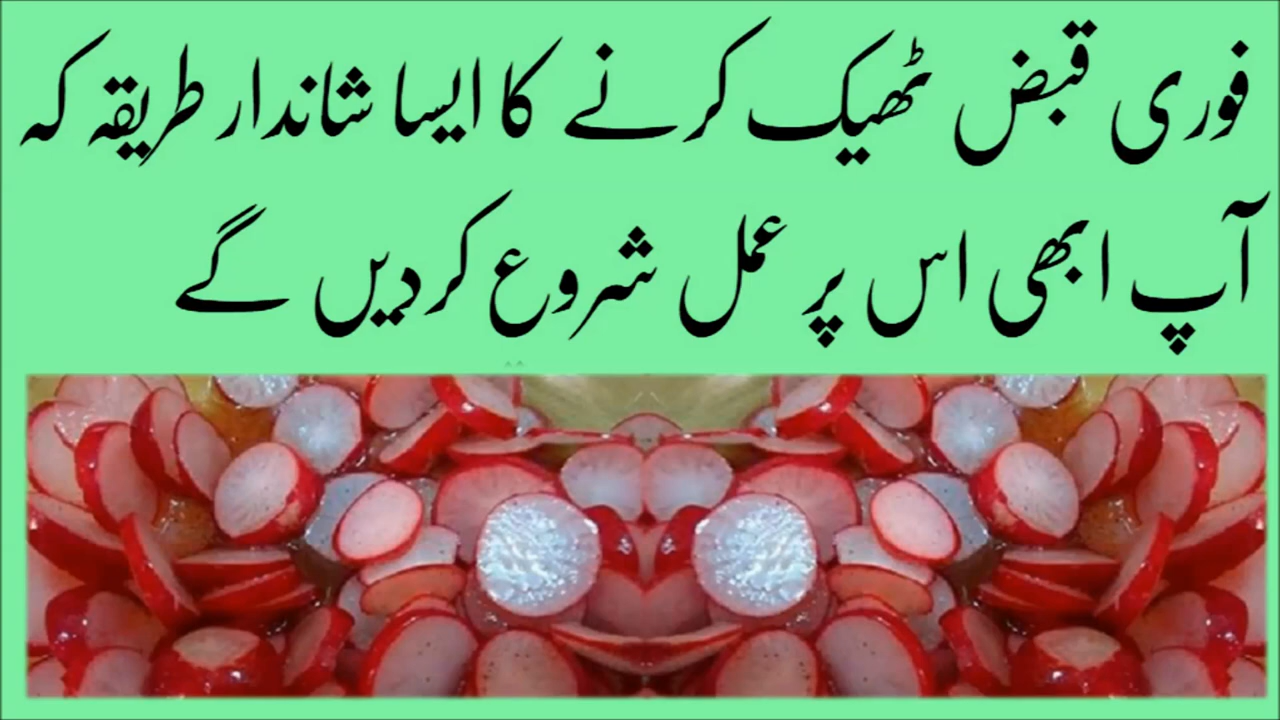 فوری قبض ٹھیک کرنے کا ایسا شاندار طریقہ کہ
آپ ابھی اس پر عمل شروع کردیں گے